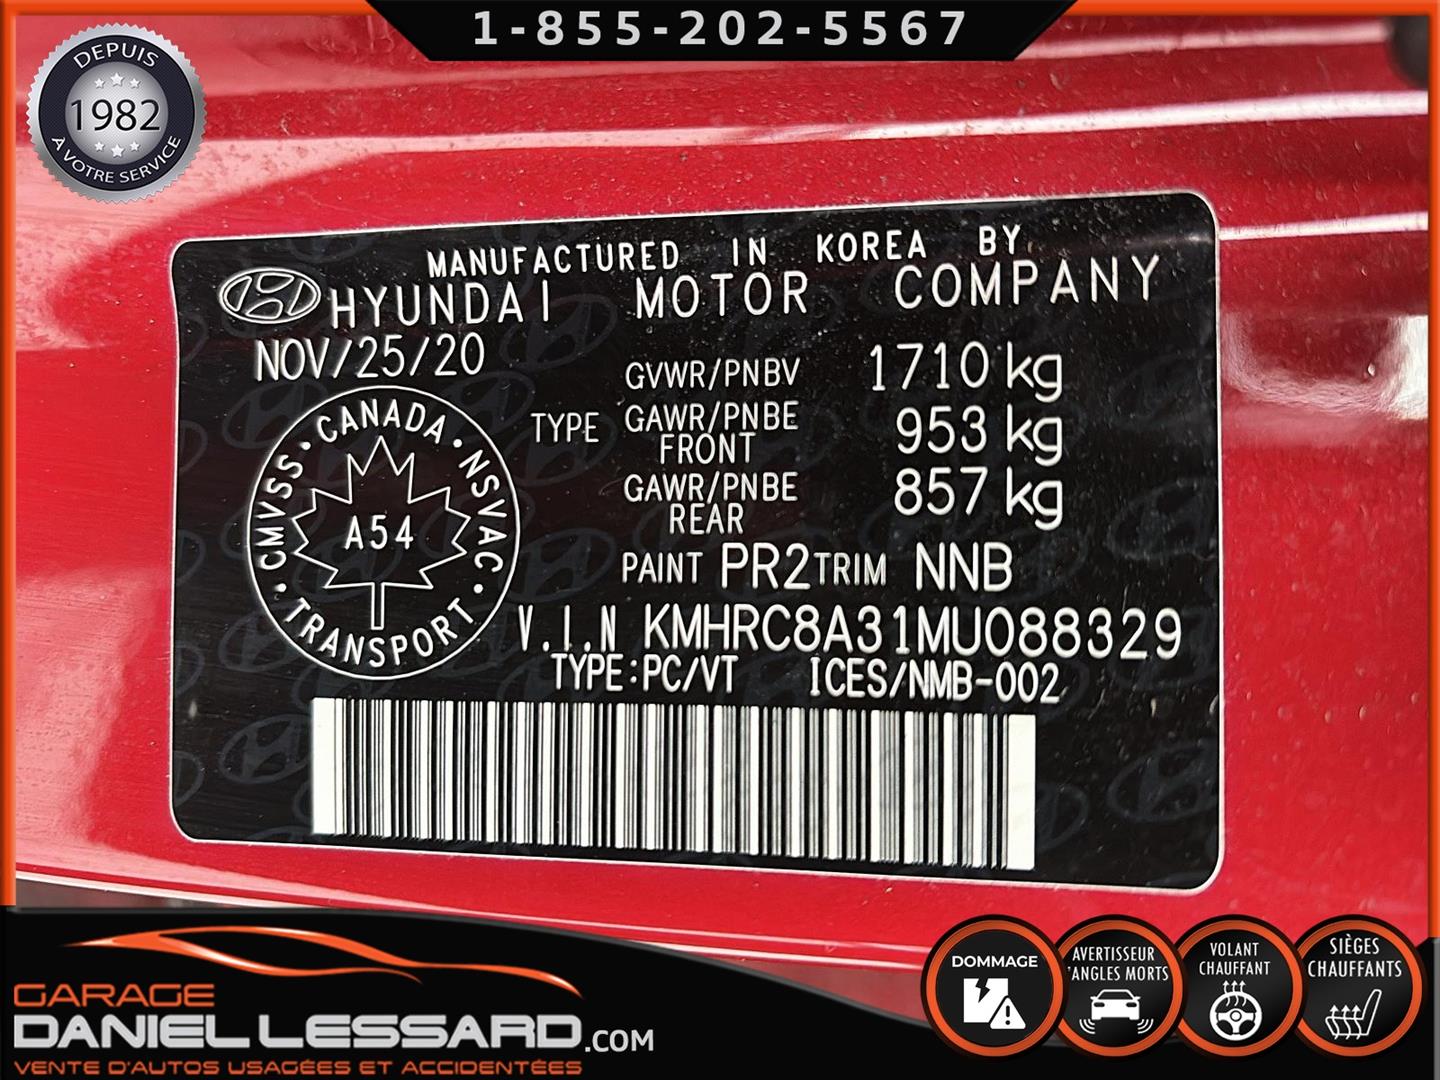 1-855-202-5567
DEPUIS
1982
À VOTRE SERVICE
MANUFACTURED IN KOREA BY
HYUNDAI MOTOR COMPANY
NOV/25/20
GVWR/PNBV 1710 kg
TYPE GAWR/PNBE FRONT 953 kg
GAWR/PNBE REAR 857 kg
CMVSS • CANADA • NSVAC • TRANSPORT •
A54
PAINT PR2 TRIM NNB
V.I.N KMHRC8A31MU088329
TYPE:PC/VT ICES/NMB-002
GARAGE
DANIEL LESSARD.COM
VENTE D'AUTOS USAGÉES ET ACCIDENTÉES
DOMMAGE
AVERTISSEUR
'ANGLES MORTS
VOLANT
CHAUFFANT
SIÈGES
CHAUFFANTS